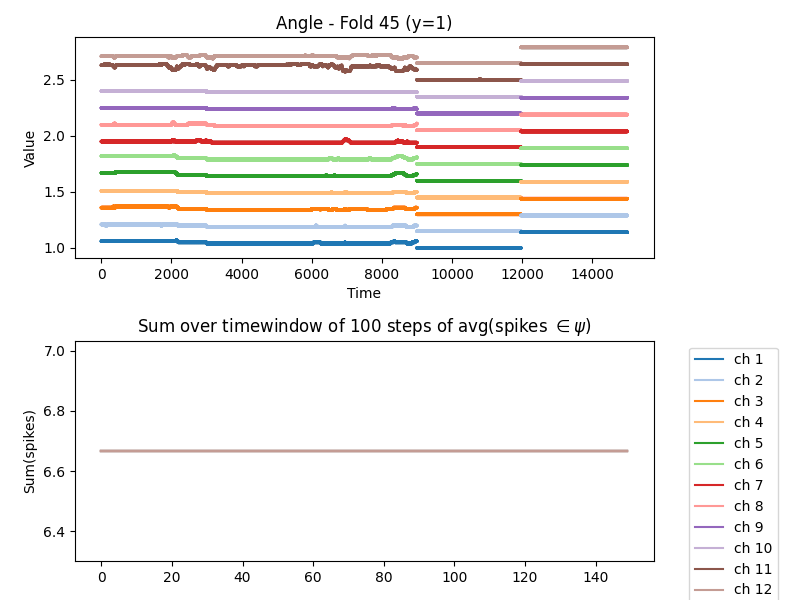 Angle - Fold 45 (y=1)
Value
2.5
2.0
1.5
1.0
0 2000 4000 6000 8000 10000 12000 14000
Time
Sum over timewindow of 100 steps of avg(spikes ∈ ψ)
Sum(spikes)
7.0
6.8
6.6
6.4
0 20 40 60 80 100 120 140
ch 1
ch 2
ch 3
ch 4
ch 5
ch 6
ch 7
ch 8
ch 9
ch 10
ch 11
ch 12